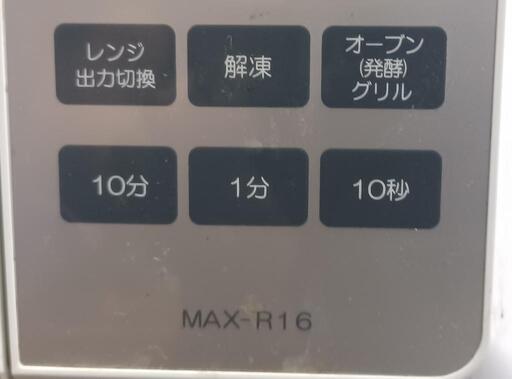 レンジ
出力切換
解凍
オーブン
(発酵)
グリル
10分
1分
10秒
MAX-R16